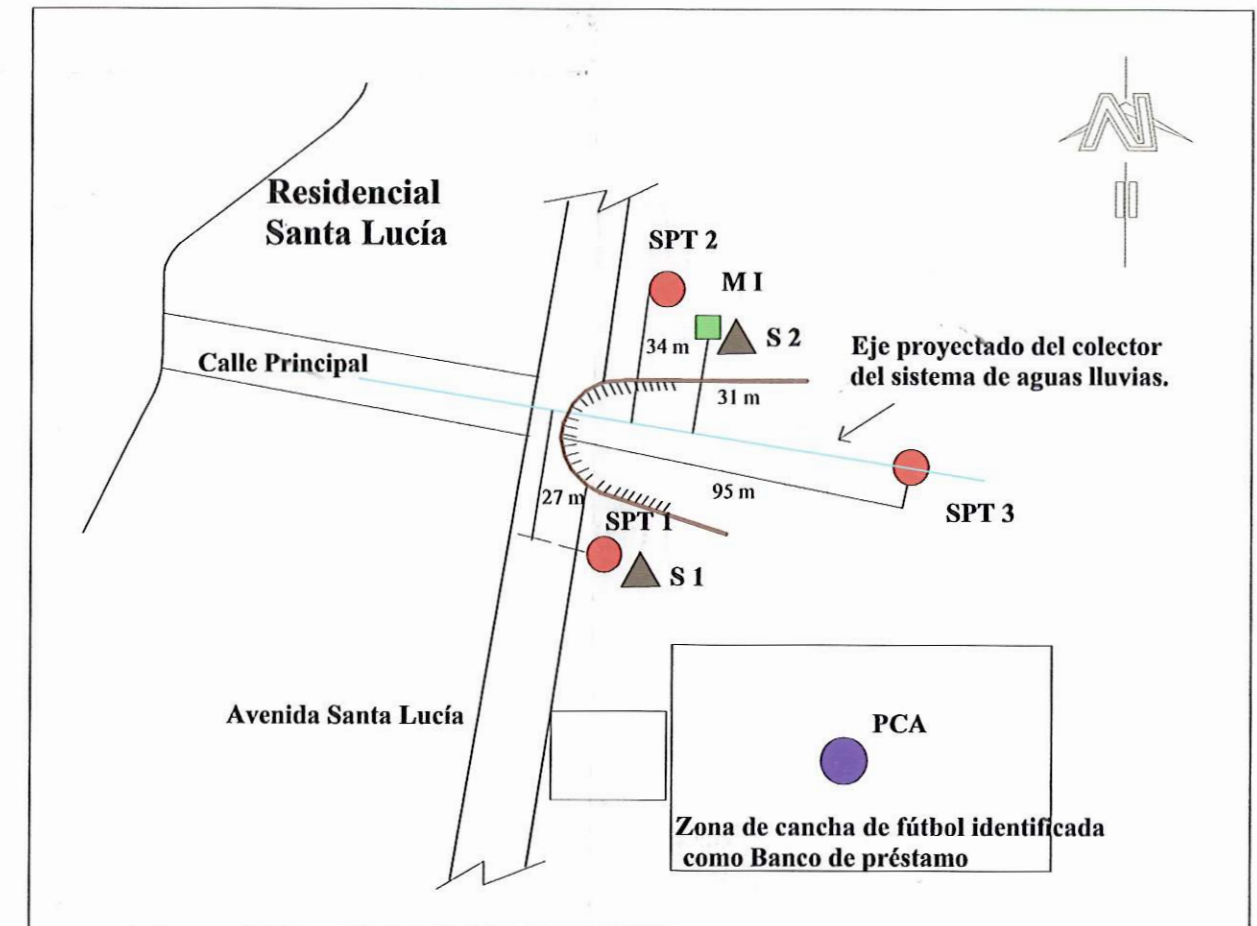 N
Residencial
Santa Lucía
SPT 2
M I
34 m
S 2
Eje proyectado del colector
del sistema de aguas lluvias.
Calle Principal
31 m
95 m
27 m
SPT 3
SPT 1
S 1
Avenida Santa Lucía
PCA
Zona de cancha de fútbol identificada
como Banco de préstamo